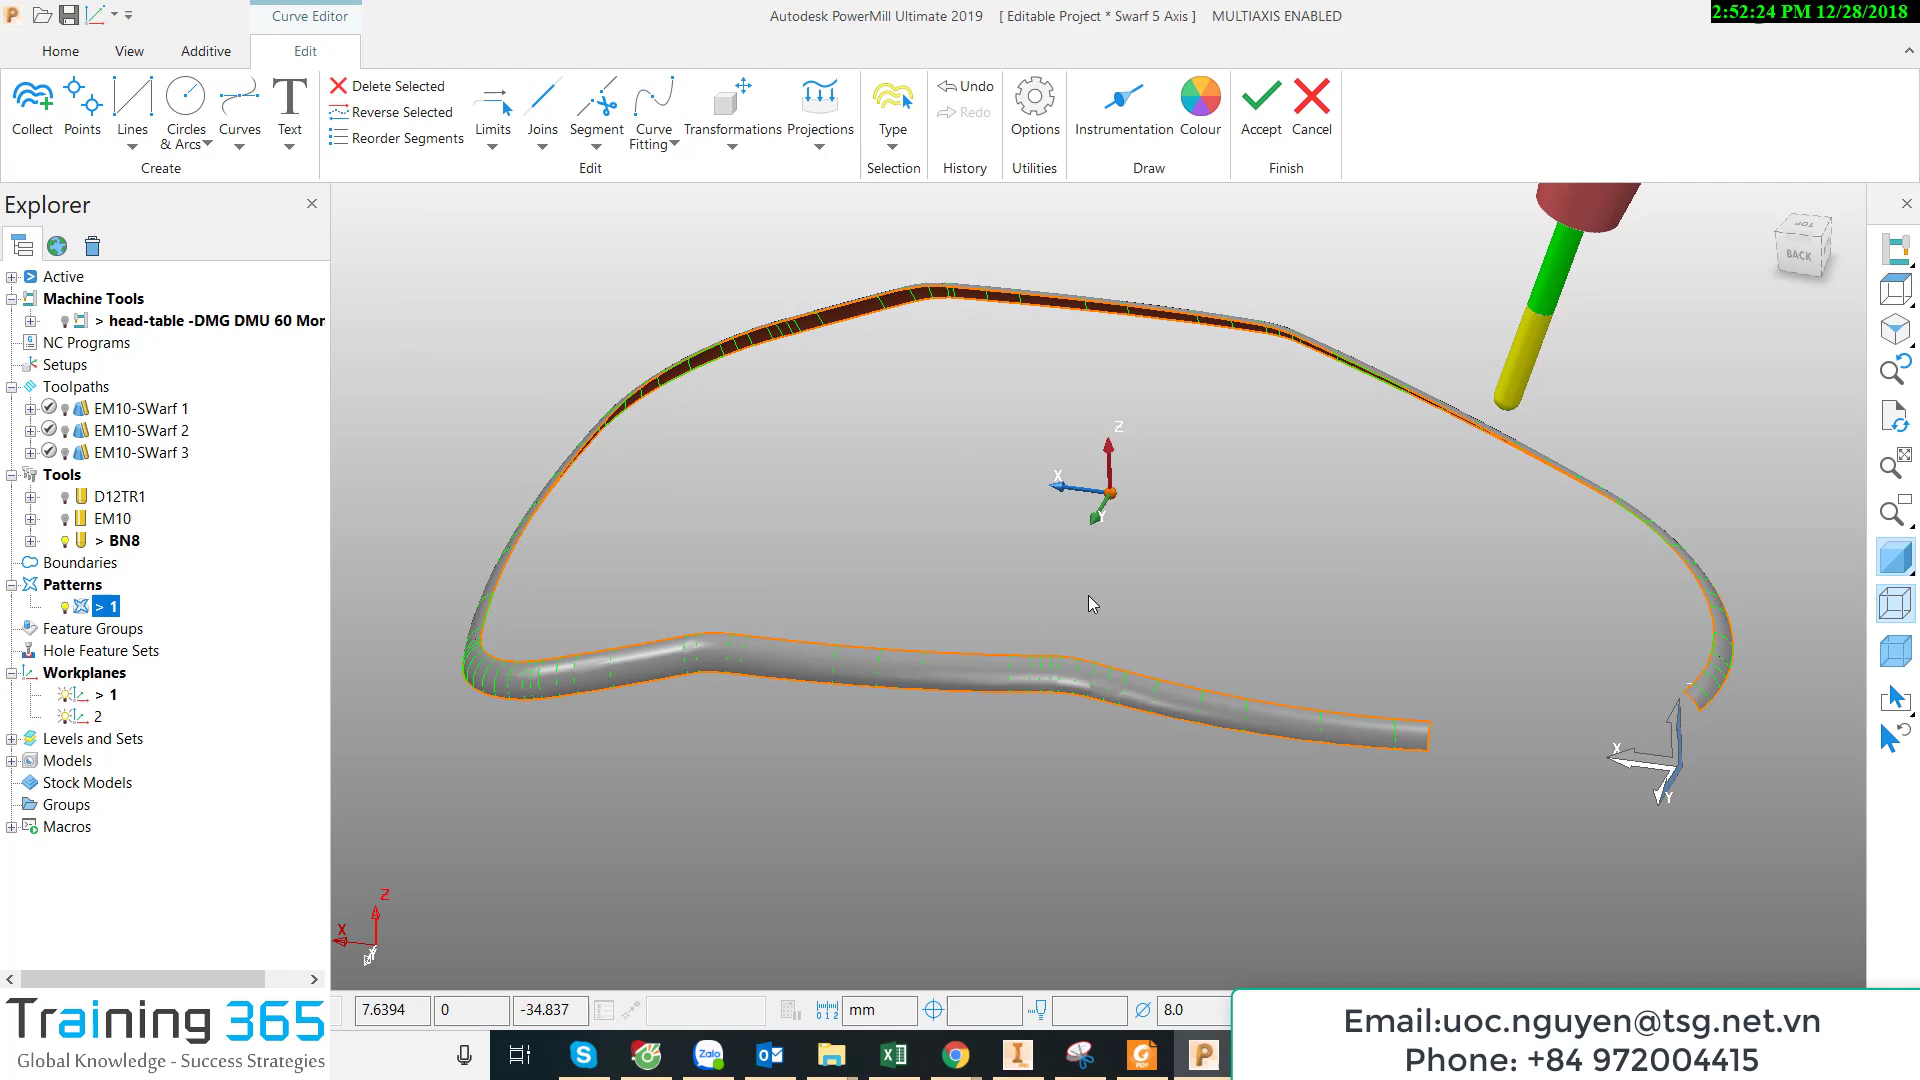 Curve Editor
Autodesk PowerMill Ultimate 2019 [ Editable Project * Swarf 5 Axis ] MULTIAXIS ENABLED
2:52:24 PM 12/28/2018
Home View Additive Edit
Collect Points Lines Circles & Arcs Curves Text
Create
Delete Selected
Reverse Selected
Reorder Segments
Limits Joins Segment Curve Fitting Transformations Projections
Edit
Type
Selection
Undo
Redo
History
Options
Utilities
Instrumentation Colour
Draw
Accept Cancel
Finish
Explorer
Active
Machine Tools
> head-table -DMG DMU 60 Mor
NC Programs
Setups
Toolpaths
EM10-SWarf 1
EM10-SWarf 2
EM10-SWarf 3
Tools
D12TR1
EM10
> BN8
Boundaries
Patterns
> 1
Feature Groups
Hole Feature Sets
Workplanes
> 1
2
Levels and Sets
Models
Stock Models
Groups
Macros
TOP
BACK
Z
X
Y
X
Y
Z
X
Y
7.6394 0 -34.837 mm 8.0
Training 365
Global Knowledge - Success Strategies
Zalo
Email:uoc.nguyen@tsg.net.vn
Phone: +84 972004415